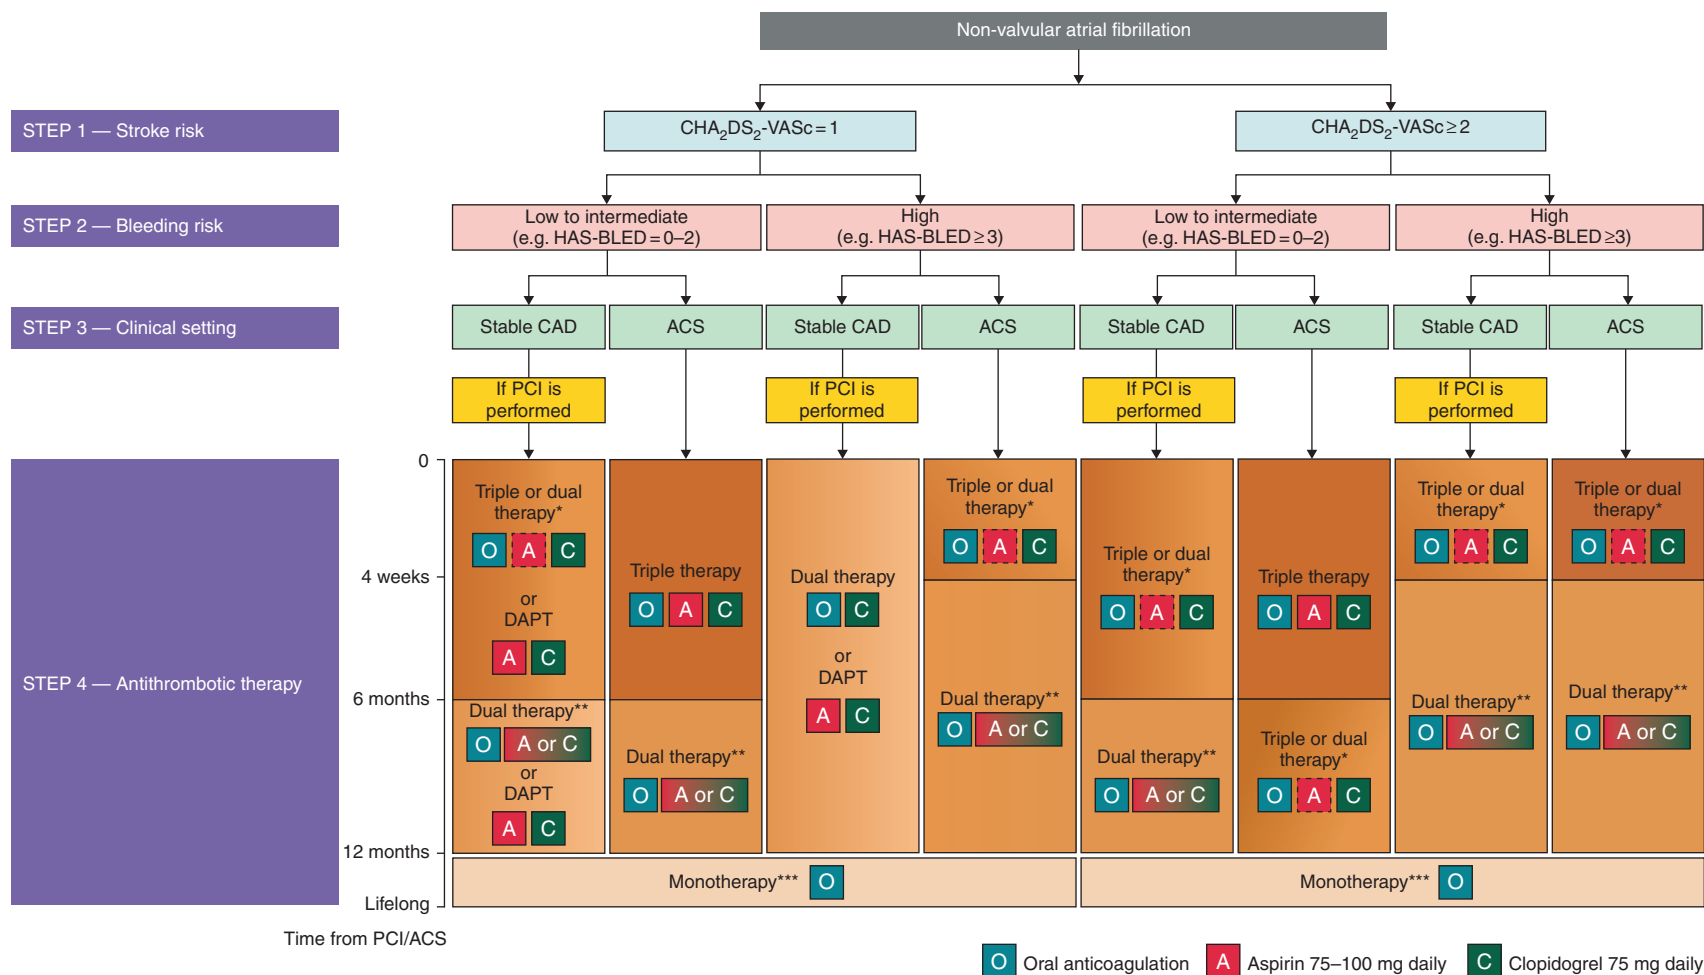 Non-valvular atrial fibrillation
STEP 1 — Stroke risk
CHA₂DS₂-VASc = 1
CHA₂DS₂-VASc ≥ 2
STEP 2 — Bleeding risk
Low to intermediate
(e.g. HAS-BLED = 0–2)
High
(e.g. HAS-BLED ≥ 3)
Low to intermediate
(e.g. HAS-BLED = 0–2)
High
(e.g. HAS-BLED ≥3)
STEP 3 — Clinical setting
Stable CAD
ACS
Stable CAD
ACS
Stable CAD
ACS
Stable CAD
ACS
If PCI is
performed
If PCI is
performed
If PCI is
performed
If PCI is
performed
STEP 4 — Antithrombotic therapy
0
4 weeks
6 months
12 months
Lifelong
Time from PCI/ACS
Triple or dual
therapy*
O A C
or
DAPT
A C
Dual therapy**
O A or C
or
DAPT
A C
Triple therapy
O A C
Dual therapy**
O A or C
Dual therapy
O C
or
DAPT
A C
Triple or dual
therapy*
O A C
Dual therapy**
O A or C
Triple or dual
therapy*
O A C
Dual therapy**
O A or C
Triple therapy
O A C
Triple or dual
therapy*
O A C
Triple or dual
therapy*
O A C
Dual therapy**
O A or C
Triple or dual
therapy*
O A C
Dual therapy**
O A or C
Monotherapy*** O
Monotherapy*** O
O Oral anticoagulation
A Aspirin 75–100 mg daily
C Clopidogrel 75 mg daily